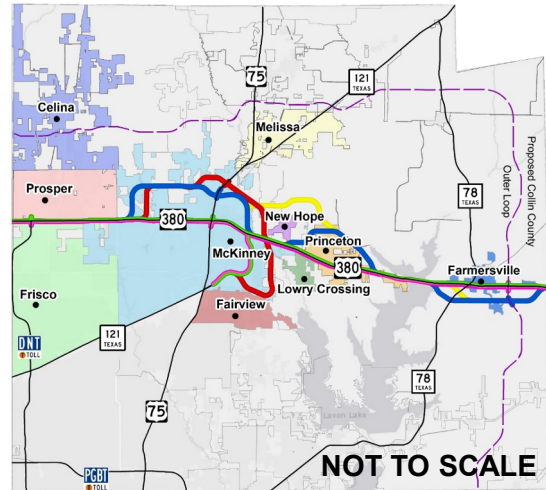 75
121
TEXAS
Celina
Melissa
Proposed Collin County
Outer Loop
Prosper
78
TEXAS
380
New Hope
McKinney
Princeton
380
Farmersville
Frisco
Lowry Crossing
Fairview
121
TEXAS
DNT
TOLL
75
78
TEXAS
Lavon Lake
PGBT
TOLL
NOT TO SCALE